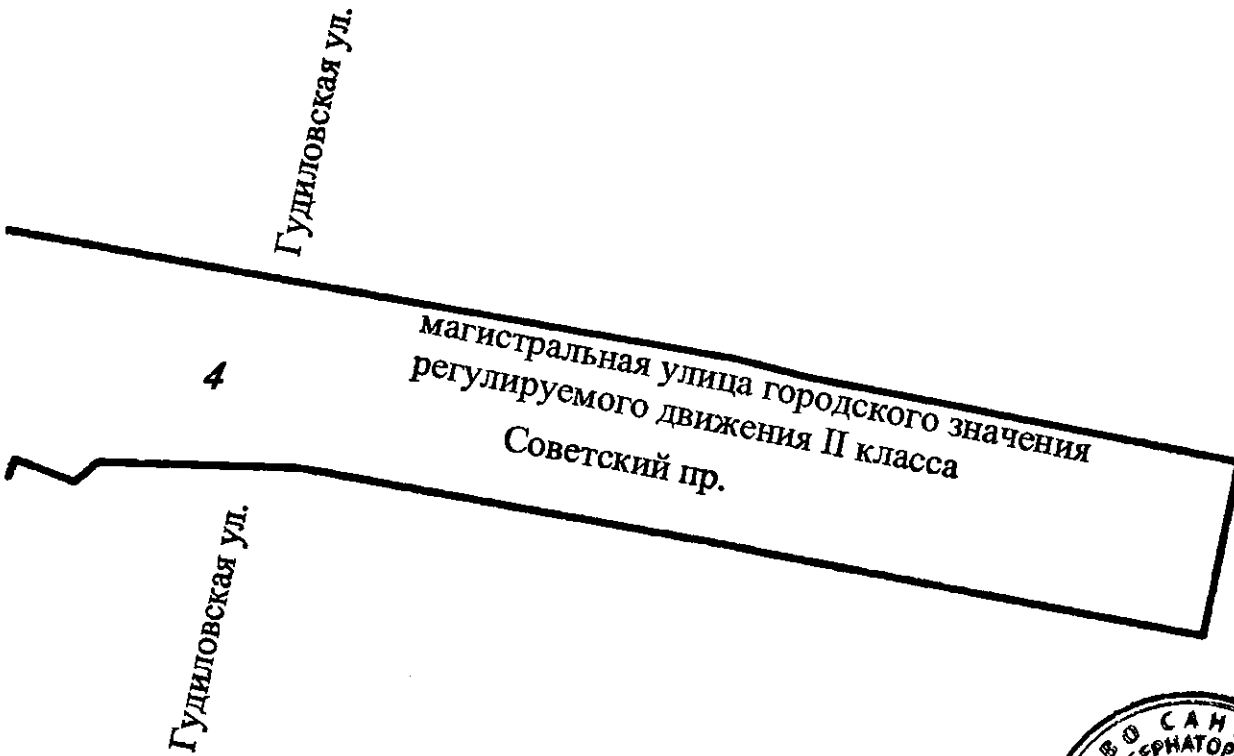 Гудиловская ул.
4
магистральная улица городского значения
регулируемого движения II класса
Советский пр.
Гудиловская ул.